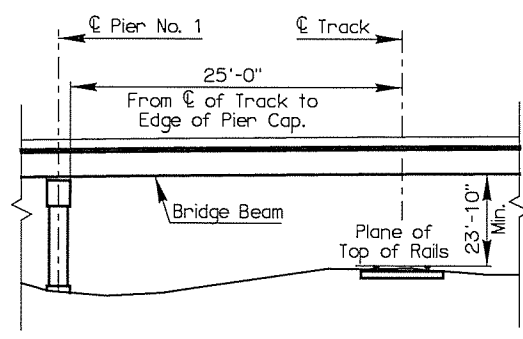 ℄ Pier No. 1
℄ Track
25'-0"
From ℄ of Track to
Edge of Pier Cap.
Bridge Beam
Plane of
Top of Rails
23'-10"
Min.